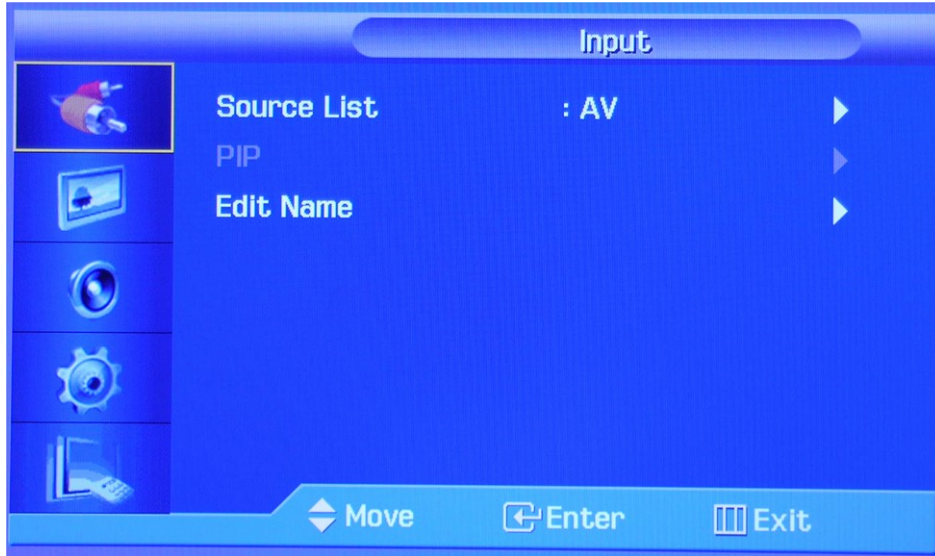 Input
Source List : AV
PIP
Edit Name
Move Enter Exit